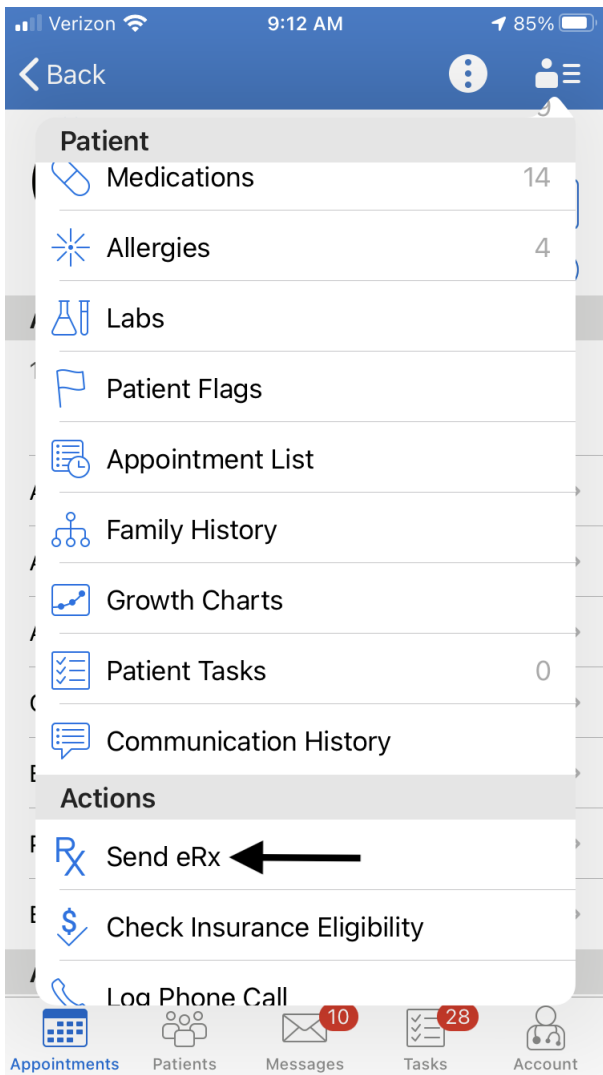 Verizon 9:12 AM 85%
Back
Patient
Medications 14
Allergies 4
Labs
Patient Flags
Appointment List
Family History
Growth Charts
Patient Tasks 0
Communication History
Actions
Rx Send eRx
$ Check Insurance Eligibility
Log Phone Call
10 28
Appointments Patients Messages Tasks Account